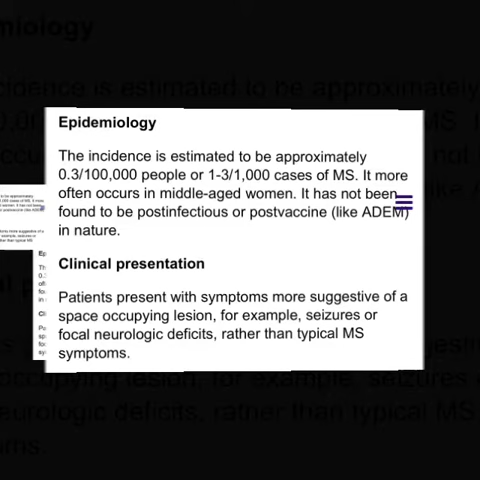 Epidemiology
The incidence is estimated to be approximately
0.3/100,000 people or 1-3/1,000 cases of MS. It more
often occurs in middle-aged women. It has not been
found to be postinfectious or postvaccine (like ADEM)
in nature.
Clinical presentation
Patients present with symptoms more suggestive of a
space occupying lesion, for example, seizures or
focal neurologic deficits, rather than typical MS
symptoms.